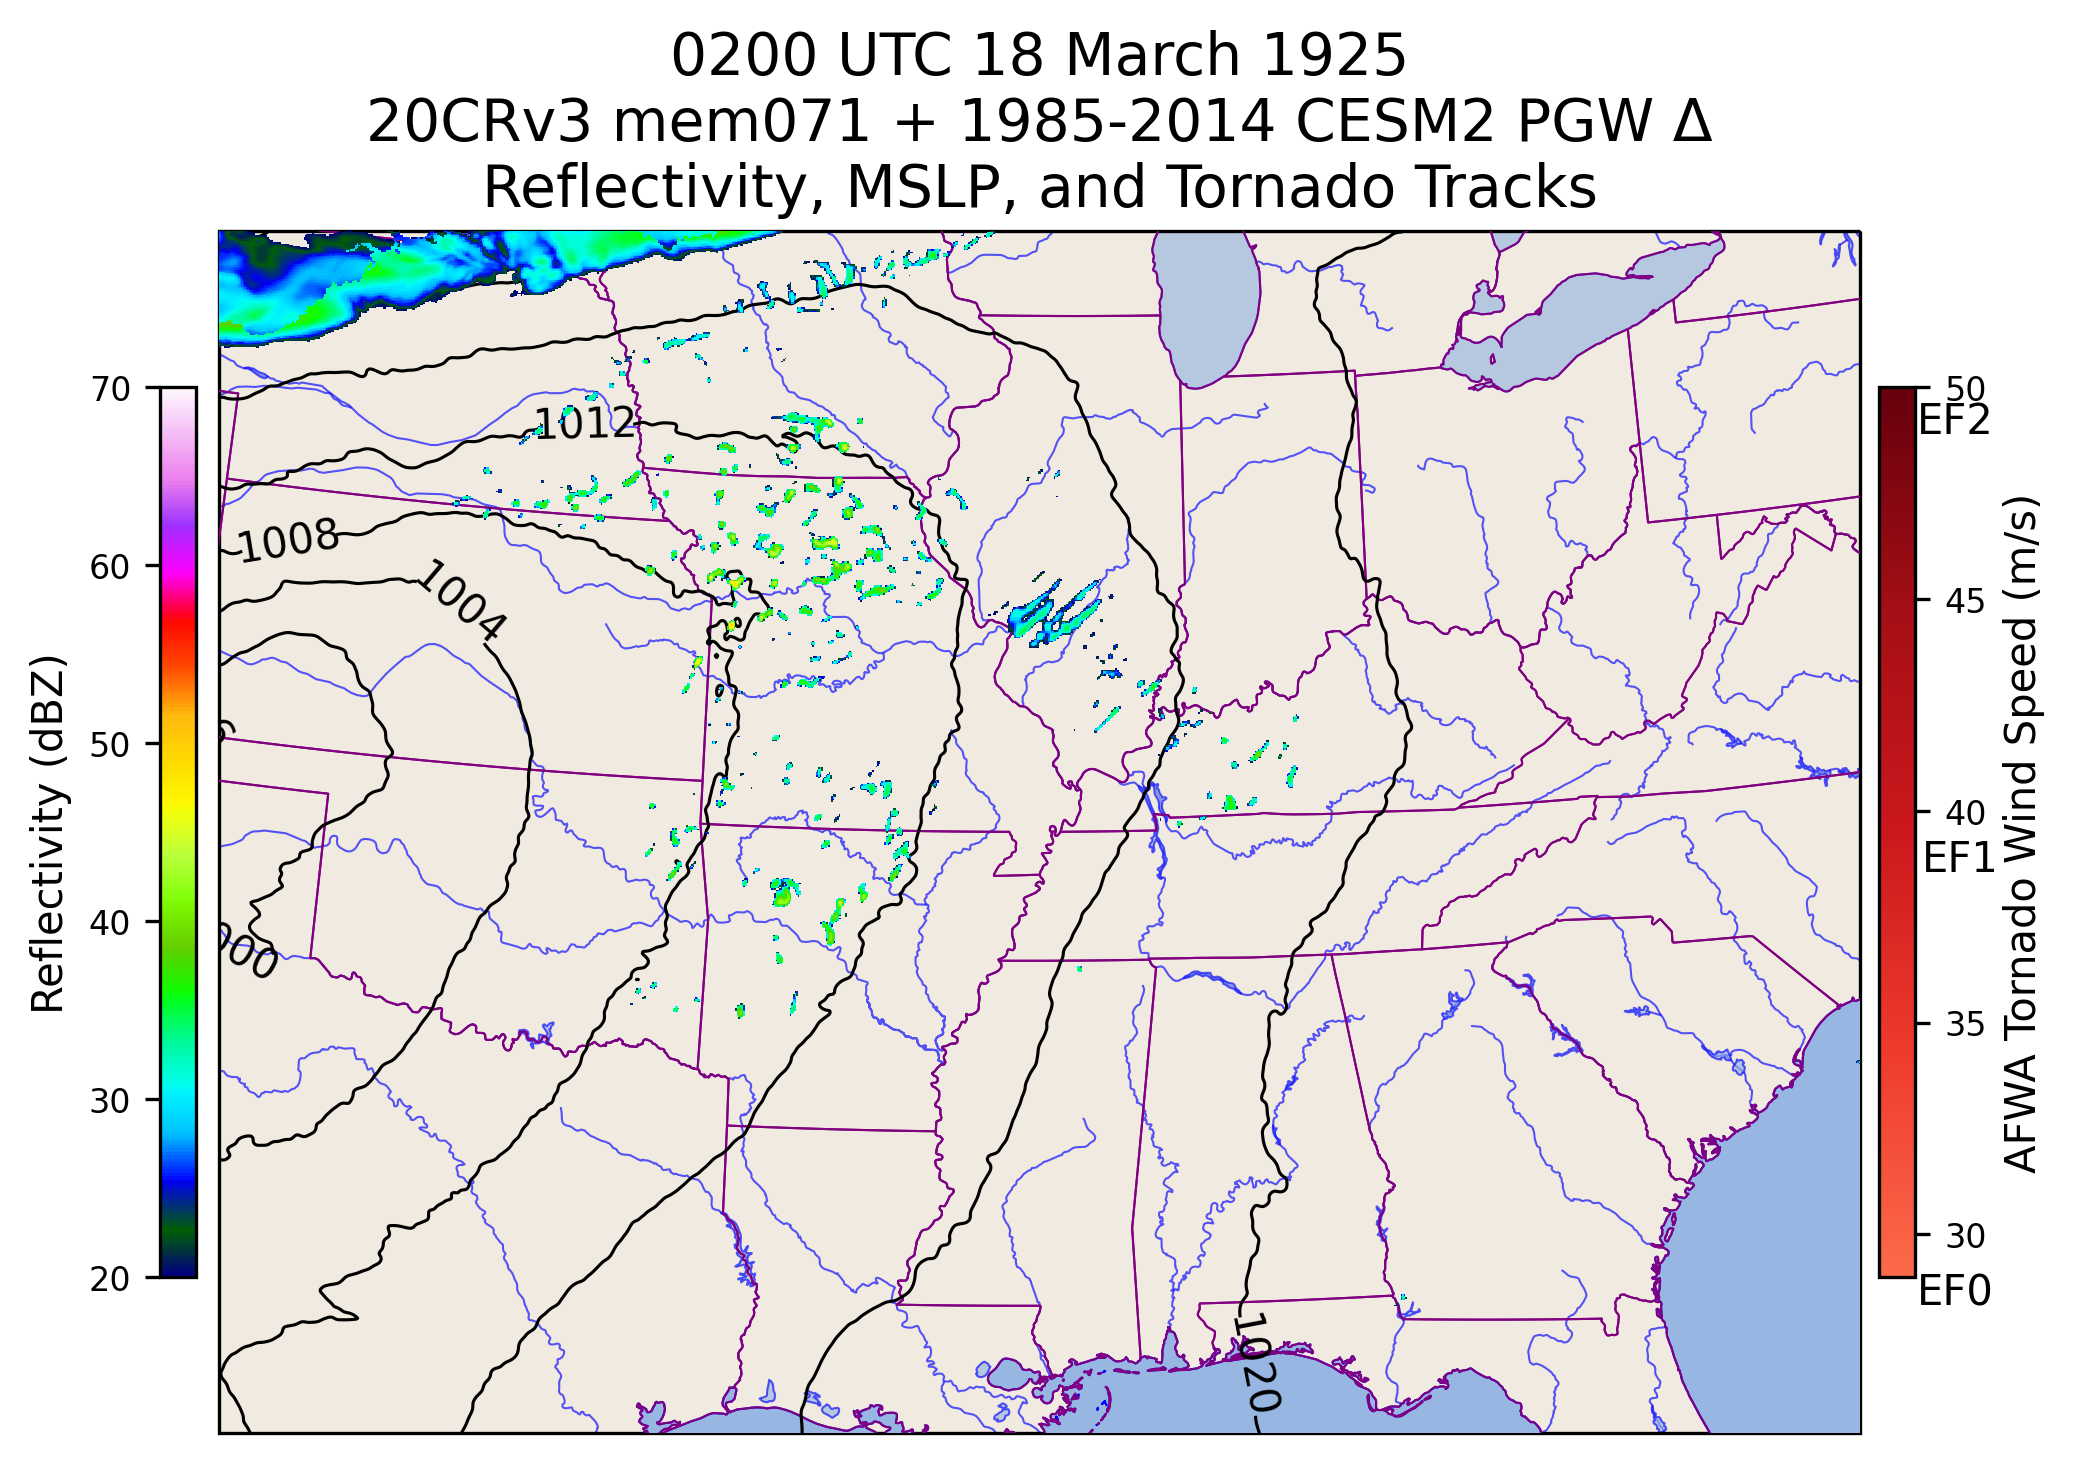 0200 UTC 18 March 1925
20CRv3 mem071 + 1985-2014 CESM2 PGW Δ
Reflectivity, MSLP, and Tornado Tracks
Reflectivity (dBZ)
70
60
50
40
30
20
1012
1008
1004
000
1020
50
EF2
45
40
EF1
35
30
EF0
AFWA Tornado Wind Speed (m/s)